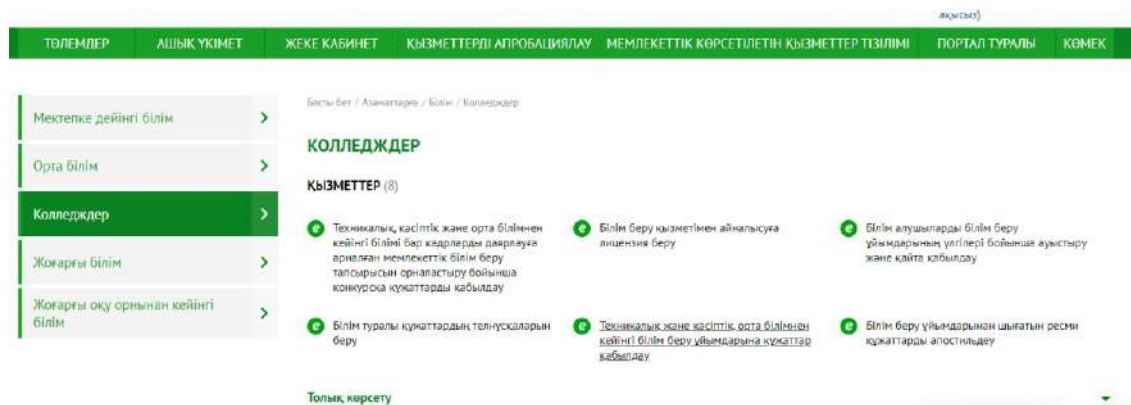 ақысыз)
ТӨЛЕМДЕР АШЫҚ ҮКІМЕТ ЖЕКЕ КАБИНЕТ ҚЫЗМЕТТЕРДІ АПРОБАЦИЯЛАУ МЕМЛЕКЕТТІК КӨРСЕТІЛЕТІН ҚЫЗМЕТТЕР ТІЗІЛІМІ ПОРТАЛ ТУРАЛЫ КӨМЕК
Мектепке дейінгі білім
Орта білім
Колледждер
Жоғарғы білім
Жоғарғы оқу орнынан кейінгі
білім
Басты бет / Азаматтарға / Білім / Колледждер
КОЛЛЕДЖДЕР
ҚЫЗМЕТТЕР (8)
Техникалық, кәсіптік және орта білімнен
кейінгі білімі бар кадрларды даярлауға
арналған мемлекеттік білім беру
тапсырысын орналастыру бойынша
конкурсқа құжаттарды қабылдау
Білім беру қызметімен айналысуға
лицензия беру
Білім алушыларды білім беру
ұйымдарының үлгілері бойынша ауыстыру
және қайта қабылдау
Білім туралы құжаттардың телнұсқаларын
беру
Техникалық және кәсіптік, орта білімнен
кейінгі білім беру ұйымдарына құжаттар
қабылдау
Білім беру ұйымдарынан шығатын ресми
құжаттарды апостильдеу
Толық көрсету